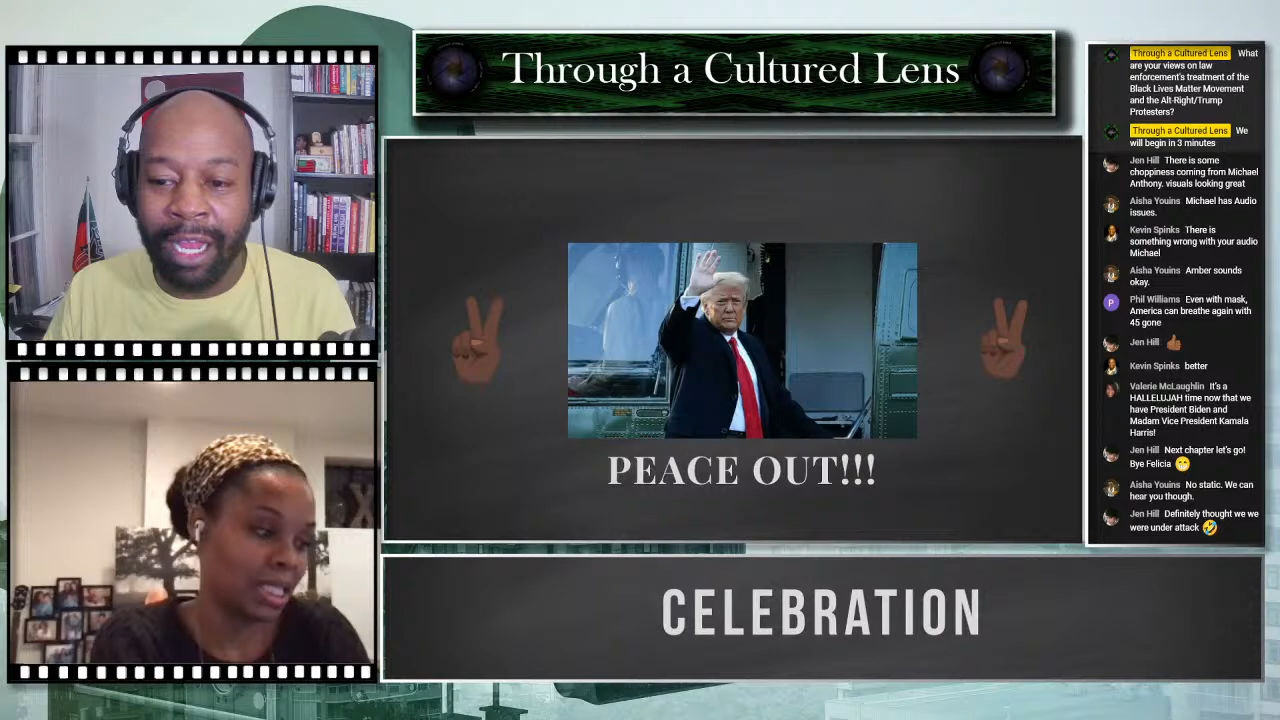 Through a Cultured Lens
PEACE OUT!!!
CELEBRATION
Through a Cultured Lens What
are your views on law
enforcement's treatment of the
Black Lives Matter Movement
and the Alt-Right/Trump
Protesters?
Through a Cultured Lens We
will begin in 3 minutes
Jen Hill There is some
choppiness coming from Michael
Anthony. visuals looking great
Aisha Youins Michael has Audio
issues.
Kevin Spinks There is
something wrong with your audio
Michael
Aisha Youins Amber sounds
okay.
P
Phil Williams Even with mask,
America can breathe again with
45 gone
Jen Hill 👍🏾
Kevin Spinks better
Valerie McLaughlin It's a
HALLELUJAH time now that we
have President Biden and
Madam Vice President Kamala
Harris!
Jen Hill Next chapter let's go!
Bye Felicia 😁
Aisha Youins No static. We can
hear you though.
Jen Hill Definitely thought we we
were under attack 🤣